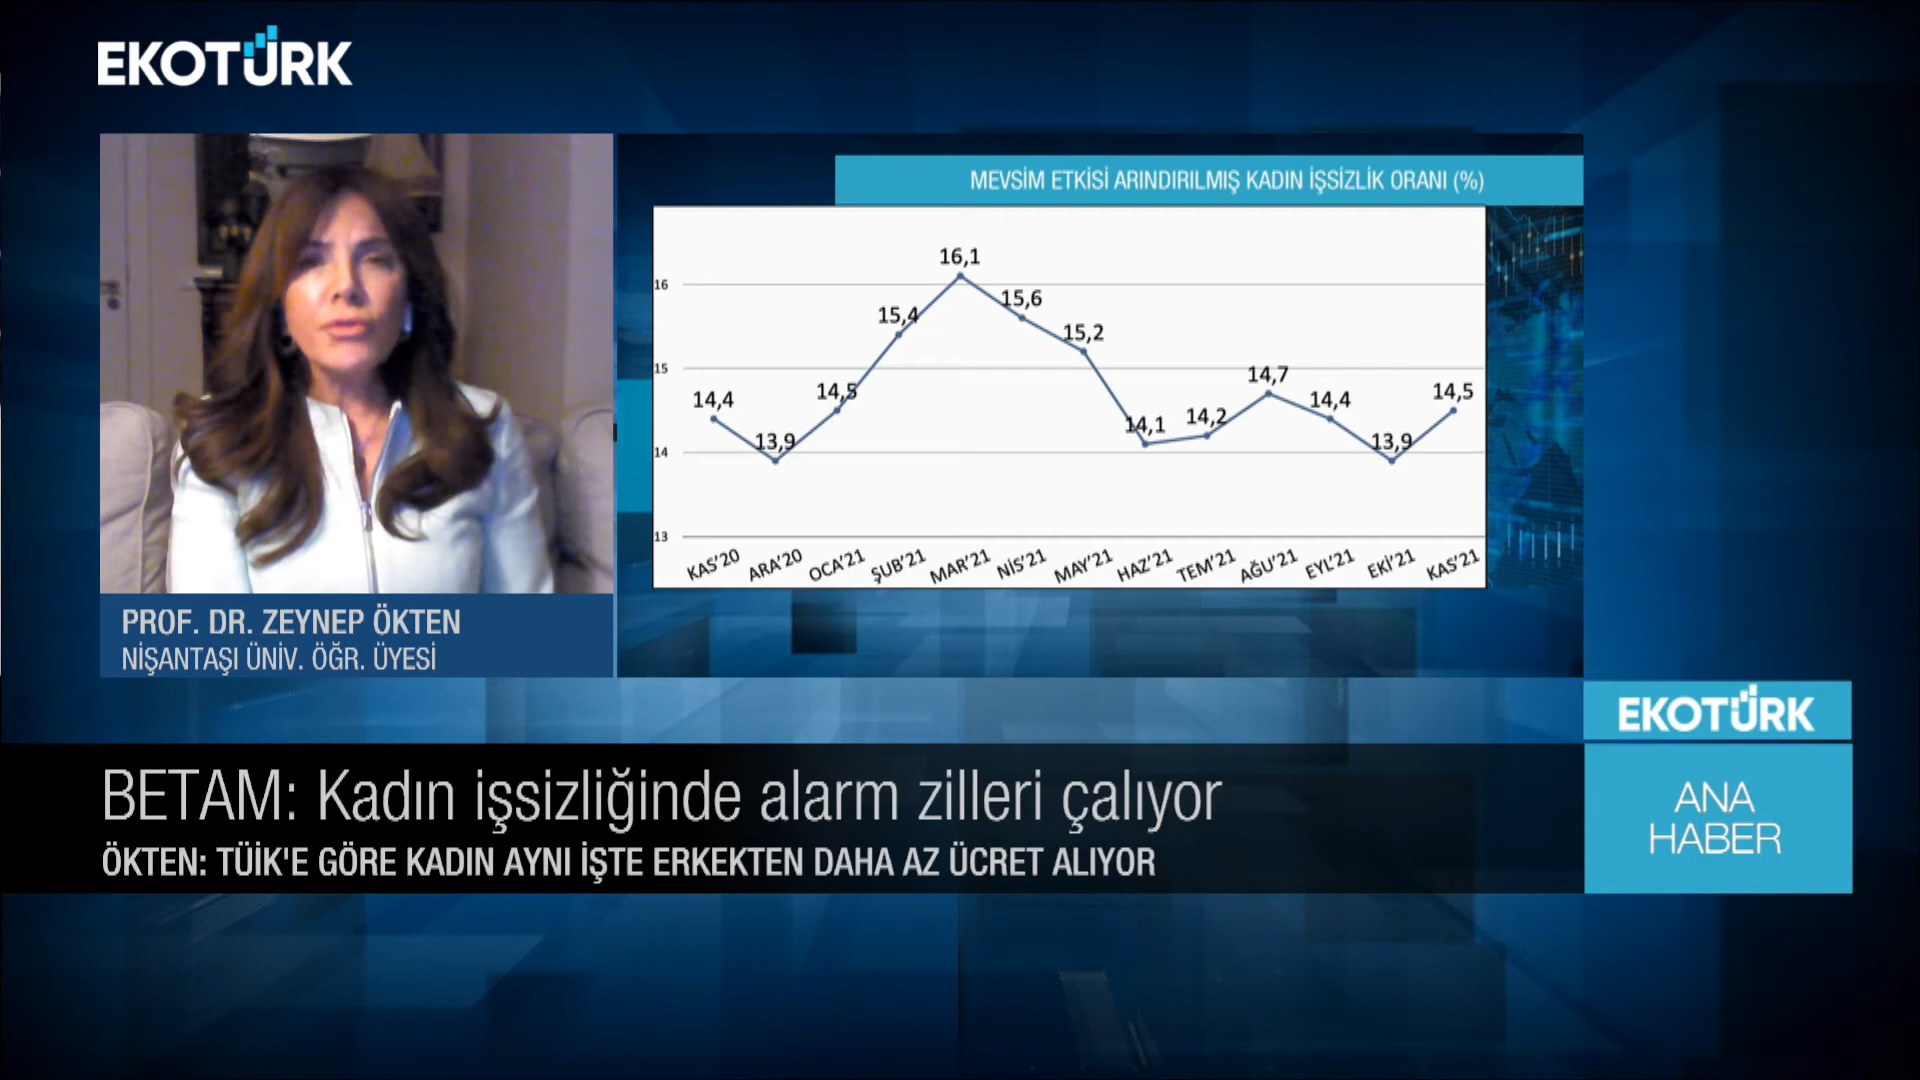 EKOTÜRK
MEVSİM ETKİSİ ARINDIRILMIŞ KADIN İŞSİZLİK ORANI (%)
16
15
14
13
14,4
13,9
14,5
15,4
16,1
15,6
15,2
14,1
14,2
14,7
14,4
13,9
14,5
KAS'20
ARA'20
OCA'21
ŞUB'21
MAR'21
NİS'21
MAY'21
HAZ'21
TEM'21
AĞU'21
EYL'21
EKİ'21
KAS'21
PROF. DR. ZEYNEP ÖKTEN
NİŞANTAŞI ÜNİV. ÖĞR. ÜYESİ
EKOTÜRK
BETAM: Kadın işsizliğinde alarm zilleri çalıyor
ÖKTEN: TÜİK'E GÖRE KADIN AYNI İŞTE ERKEKTEN DAHA AZ ÜCRET ALIYOR
ANA
HABER